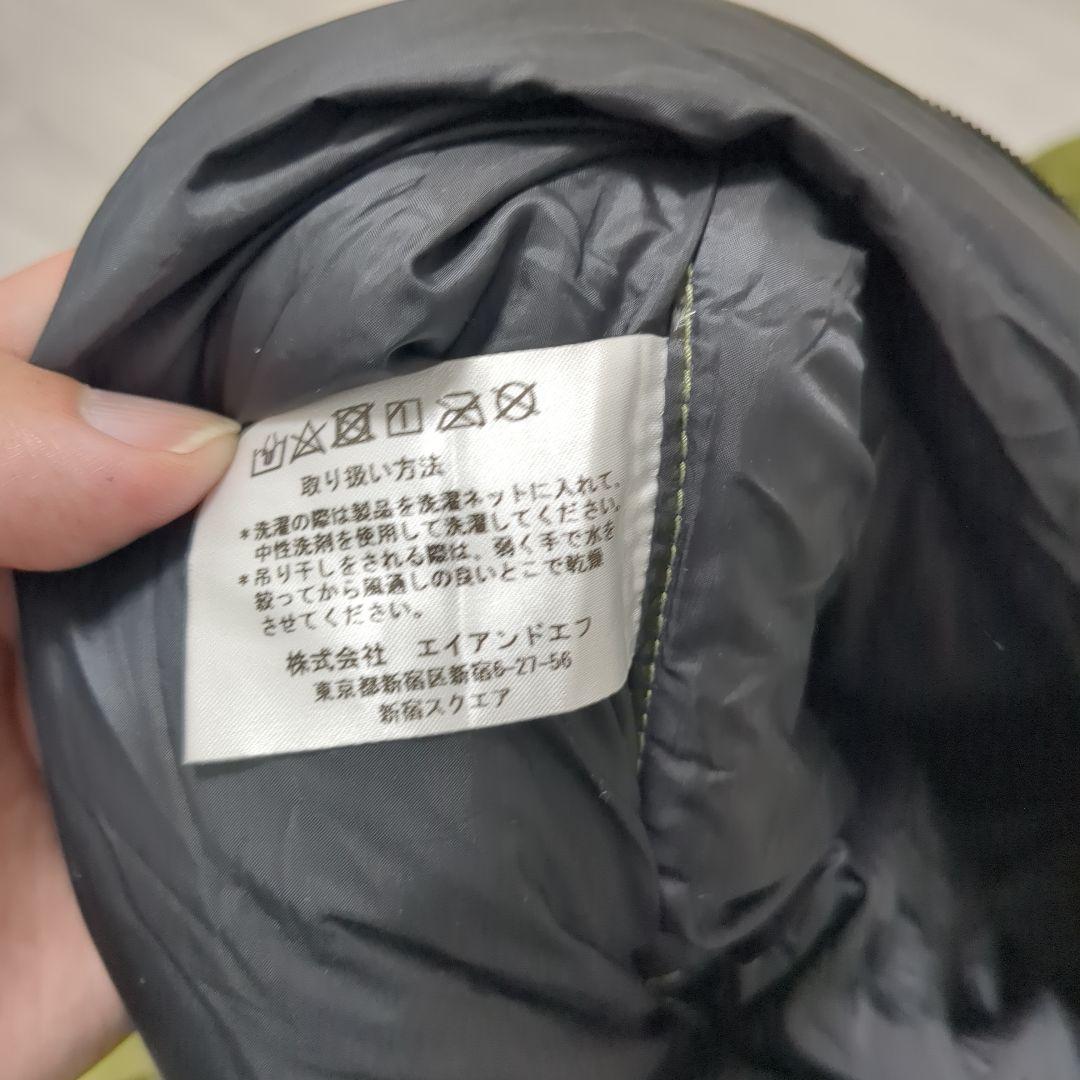 取り扱い方法
*洗濯の際は製品を洗濯ネットに入れて、
中性洗剤を使用して洗濯してください。
*吊り干しをされる際は、弱く手で水を
絞ってから風通しの良いとこで乾燥
させてください。
株式会社 エイアンドエフ
東京都新宿区新宿6-27-56
新宿スクエア